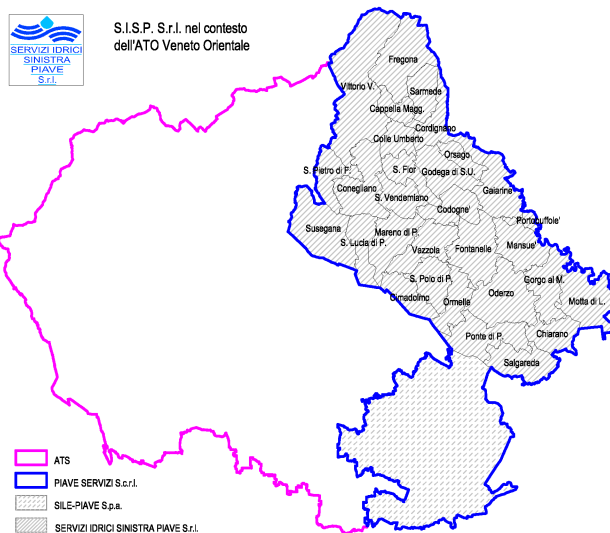 SERVIZI IDRICI
SINISTRA
PIAVE
S.r.l.
S.I.S.P. S.r.l. nel contesto
dell'ATO Veneto Orientale
Fregona
Vittorio V.
Sarmede
Cappella Magg.
Cordignano
Colle Umberto
Orsago
S. Pietro di F.
S. Fior
Godega di S.U.
Conegliano
Gaiarine
S. Vendemiano
Codogne'
Portobuffole'
Susegana
Mareno di P.
S. Lucia di P.
Vazzola
Fontanelle
Mansue'
S. Polo di P.
Gorgo al M.
Cimadolmo
Ormelle
Oderzo
Motta di L.
Ponte di P.
Chiarano
Salgareda
ATS
PIAVE SERVIZI S.c.r.l.
SILE-PIAVE S.p.a.
SERVIZI IDRICI SINISTRA PIAVE S.r.l.